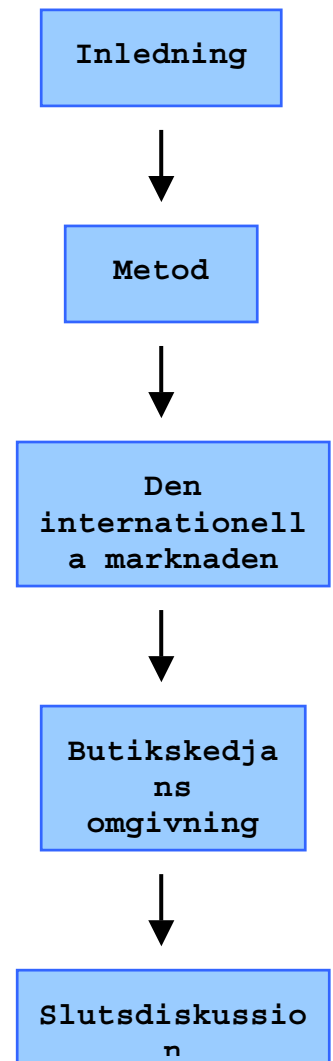 Inledning
Metod
Den
internationell
a marknaden
Butikskedja
ns
omgivning
Slutsdiskussio
n